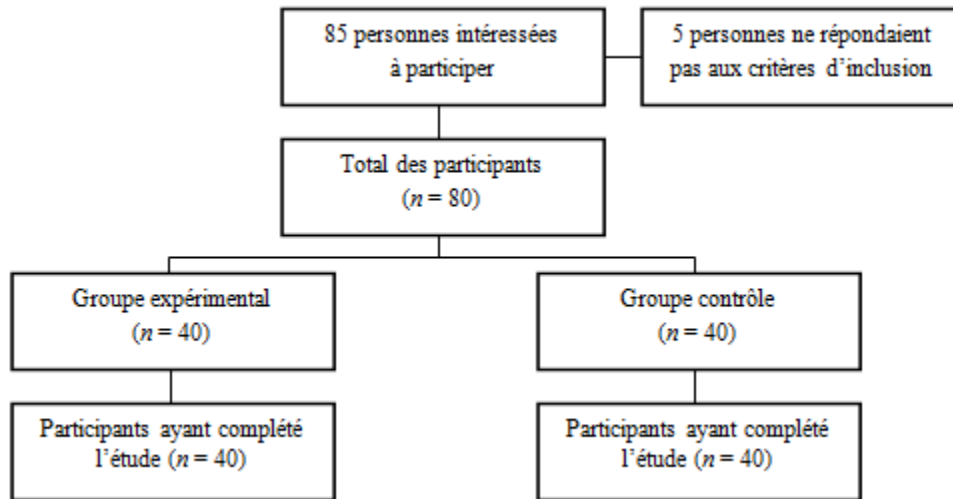 85 personnes intéressées
à participer
5 personnes ne répondaient
pas aux critères d’inclusion
Total des participants
(n = 80)
Groupe expérimental
(n = 40)
Groupe contrôle
(n = 40)
Participants ayant complété
l’étude (n = 40)
Participants ayant complété
l’étude (n = 40)